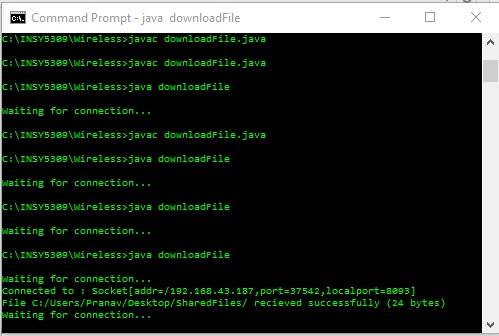 Command Prompt - java  downloadFile
C:\INSY5309\Wireless>javac downloadFile.java
C:\INSY5309\Wireless>javac downloadFile.java
C:\INSY5309\Wireless>java downloadFile
Waiting for connection...
C:\INSY5309\Wireless>javac downloadFile.java
C:\INSY5309\Wireless>java downloadFile
Waiting for connection...
C:\INSY5309\Wireless>java downloadFile
Waiting for connection...
C:\INSY5309\Wireless>java downloadFile
Waiting for connection...
Connected to : Socket[addr=/192.168.43.187,port=37542,localport=8093]
File C:/Users/Pranav/Desktop/SharedFiles/ recieved successfully (24 bytes)
Waiting for connection...